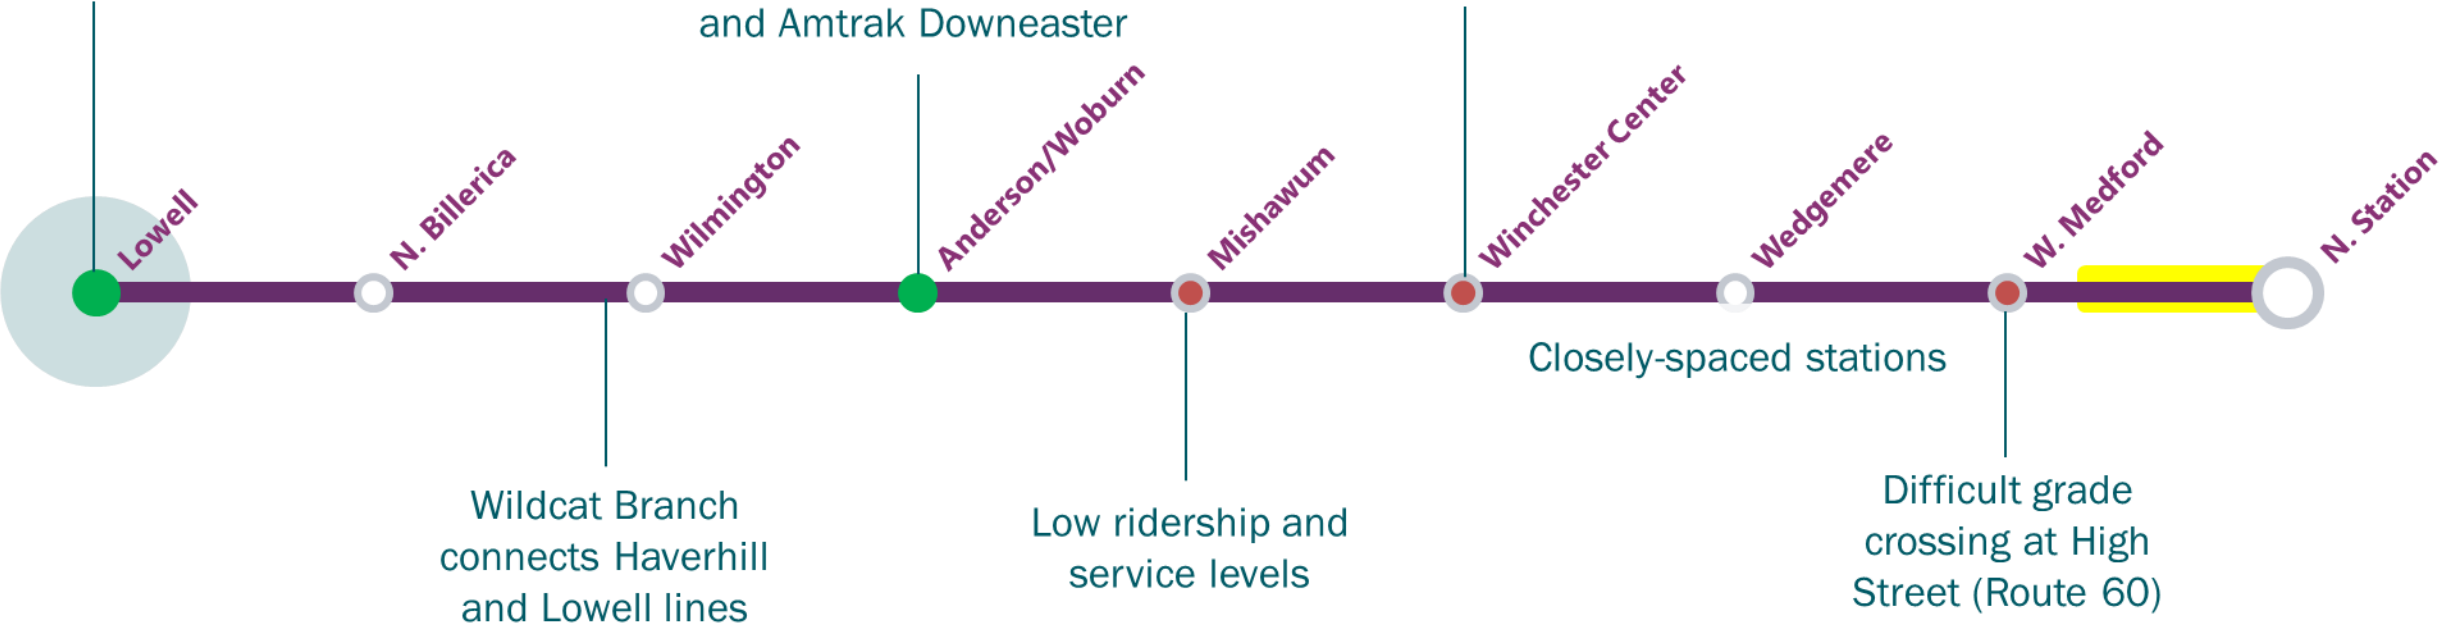 and Amtrak Downeaster
Lowell
N. Billerica
Wilmington
Anderson/Woburn
Mishawum
Winchester Center
Wedgemere
W. Medford
N. Station
Closely-spaced stations
Wildcat Branch
connects Haverhill
and Lowell lines
Low ridership and
service levels
Difficult grade
crossing at High
Street (Route 60)